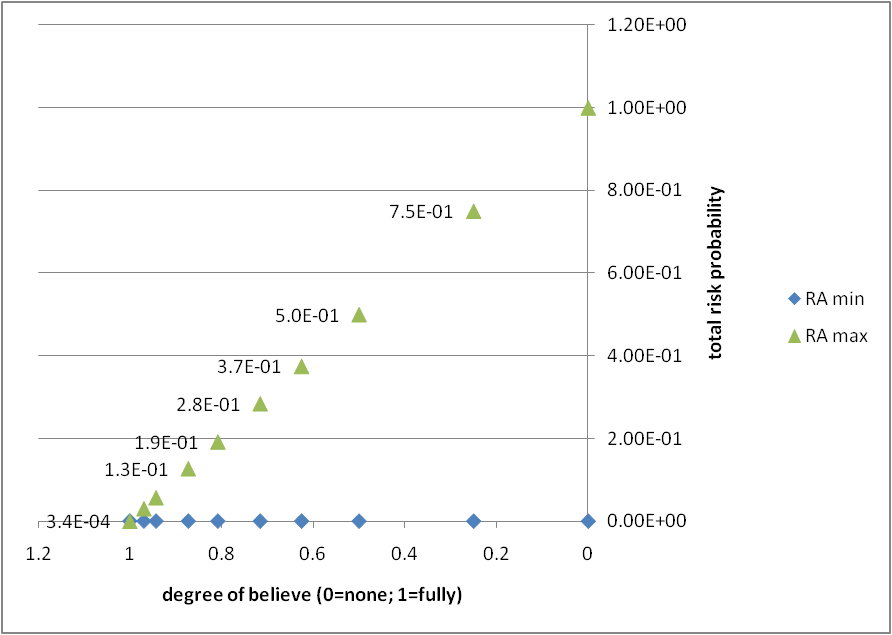 1.20E+00
1.00E+00
8.00E-01
7.5E-01
6.00E-01
5.0E-01
4.00E-01
3.7E-01
2.8E-01
2.00E-01
1.9E-01
1.3E-01
3.4E-04
0.00E+00
total risk probability
RA min
RA max
1.2 1 0.8 0.6 0.4 0.2 0
degree of believe (0=none; 1=fully)